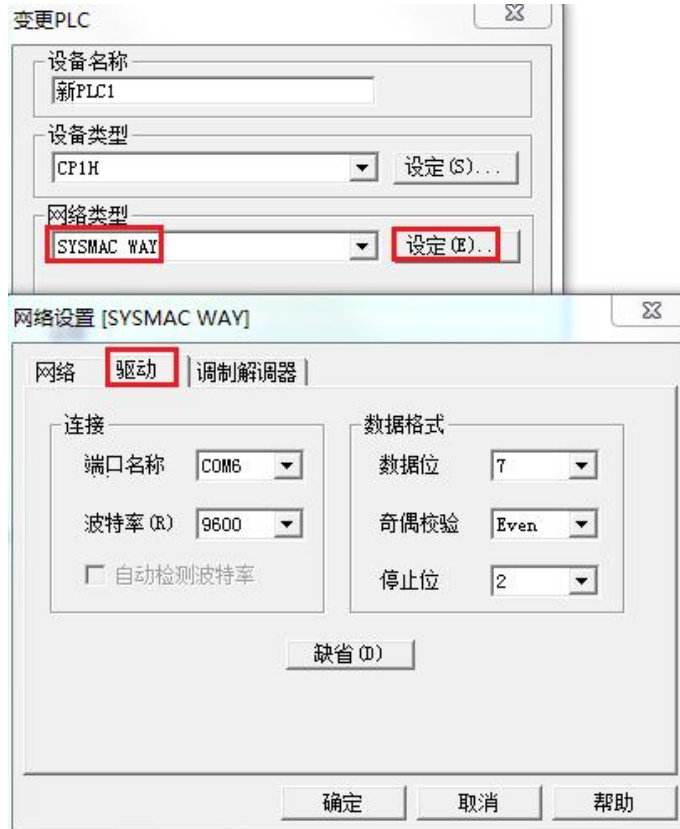 变更PLC
设备名称
新PLC1
设备类型
CP1H
设定(S)...
网络类型
SYSMAC WAY
设定(E)...
网络设置 [SYSMAC WAY]
网络 驱动 调制解调器
连接
端口名称 COM6
波特率(R) 9600
自动检测波特率
数据格式
数据位 7
奇偶校验 Even
停止位 2
缺省(D)
确定 取消 帮助